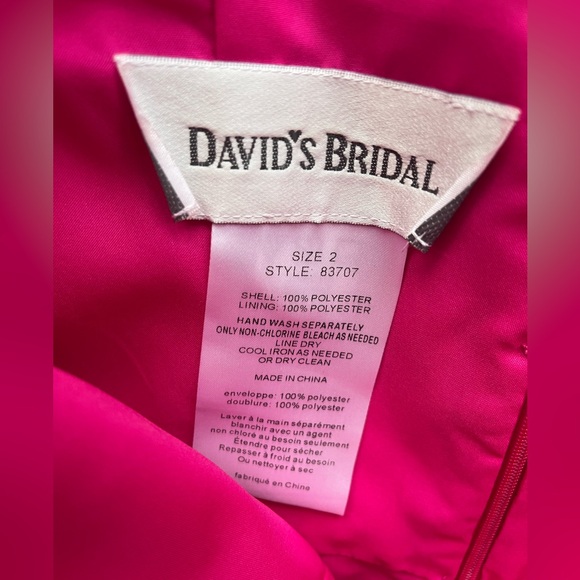 DAVID'S BRIDAL
SIZE 2
STYLE: 83707
SHELL: 100% POLYESTER
LINING: 100% POLYESTER
HAND WASH SEPARATELY
ONLY NON-CHLORINE BLEACH AS NEEDED
LINE DRY
COOL IRON AS NEEDED
OR DRY CLEAN
MADE IN CHINA
enveloppe: 100% polyester
doublure: 100% polyester
Laver à la main séparément
blanchir avec un agent
non chloré au besoin seulement
Étendre pour sécher
Repasser à froid au besoin
Ou nettoyer à sec
fabriqué en Chine